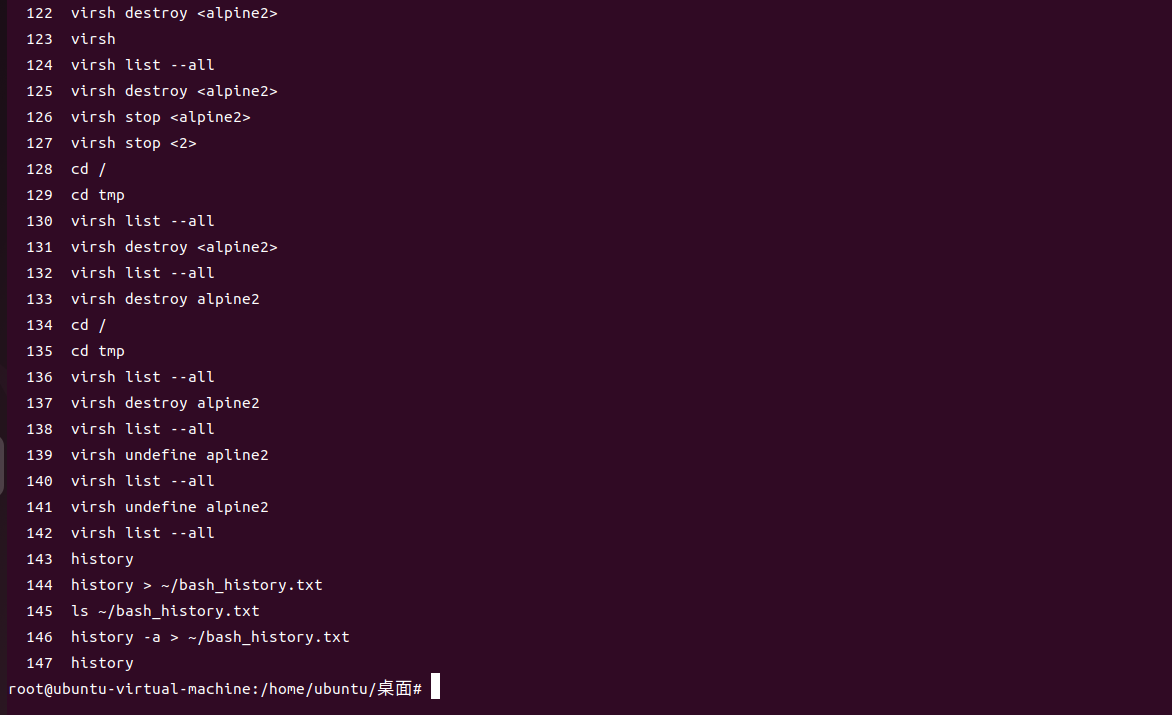 122  virsh destroy <alpine2>
123  virsh
124  virsh list --all
125  virsh destroy <alpine2>
126  virsh stop <alpine2>
127  virsh stop <2>
128  cd /
129  cd tmp
130  virsh list --all
131  virsh destroy <alpine2>
132  virsh list --all
133  virsh destroy alpine2
134  cd /
135  cd tmp
136  virsh list --all
137  virsh destroy alpine2
138  virsh list --all
139  virsh undefine apline2
140  virsh list --all
141  virsh undefine alpine2
142  virsh list --all
143  history
144  history > ~/bash_history.txt
145  ls ~/bash_history.txt
146  history -a > ~/bash_history.txt
147  history
root@ubuntu-virtual-machine:/home/ubuntu/桌面#